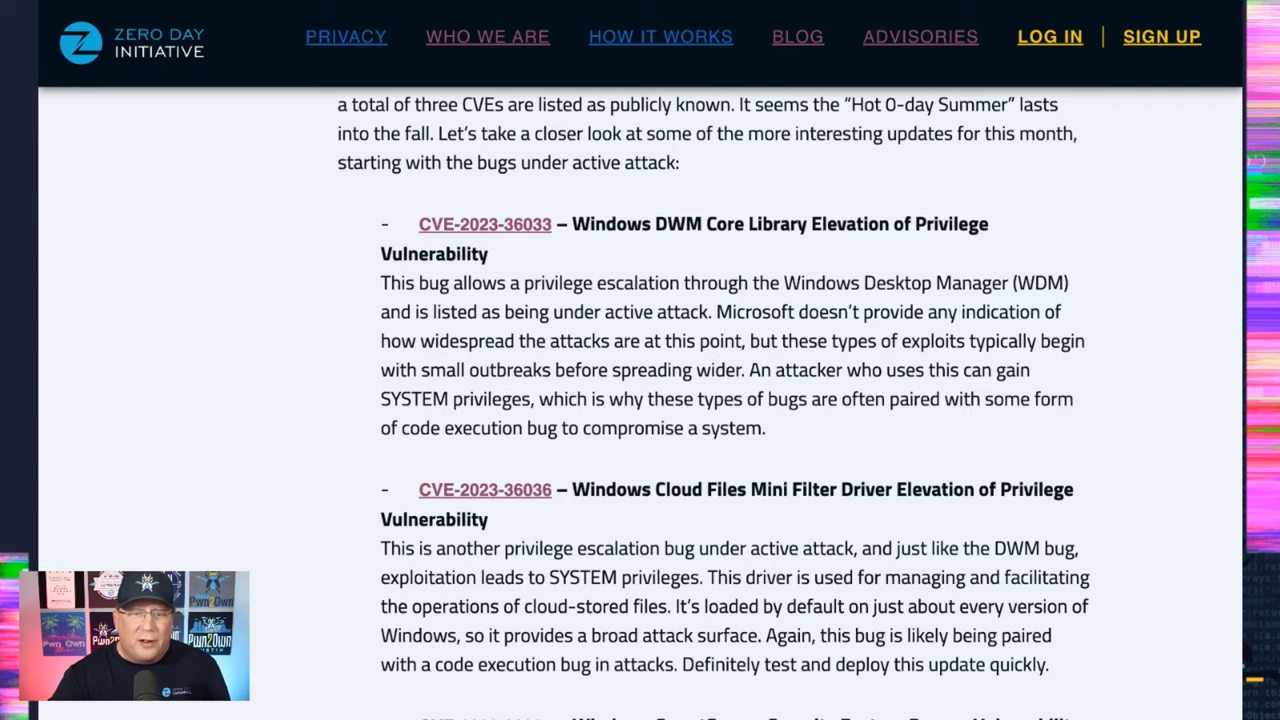 ZERO DAY
INITIATIVE
PRIVACY
WHO WE ARE
HOW IT WORKS
BLOG
ADVISORIES
LOG IN
SIGN UP
a total of three CVEs are listed as publicly known. It seems the “Hot 0-day Summer” lasts
into the fall. Let’s take a closer look at some of the more interesting updates for this month,
starting with the bugs under active attack:
- CVE-2023-36033 – Windows DWM Core Library Elevation of Privilege
Vulnerability
This bug allows a privilege escalation through the Windows Desktop Manager (WDM)
and is listed as being under active attack. Microsoft doesn’t provide any indication of
how widespread the attacks are at this point, but these types of exploits typically begin
with small outbreaks before spreading wider. An attacker who uses this can gain
SYSTEM privileges, which is why these types of bugs are often paired with some form
of code execution bug to compromise a system.
- CVE-2023-36036 – Windows Cloud Files Mini Filter Driver Elevation of Privilege
Vulnerability
This is another privilege escalation bug under active attack, and just like the DWM bug,
exploitation leads to SYSTEM privileges. This driver is used for managing and facilitating
the operations of cloud-stored files. It’s loaded by default on just about every version of
Windows, so it provides a broad attack surface. Again, this bug is likely being paired
with a code execution bug in attacks. Definitely test and deploy this update quickly.
Pwn2Own
Pwn2Own
ZERO DAY
INITIATIVE